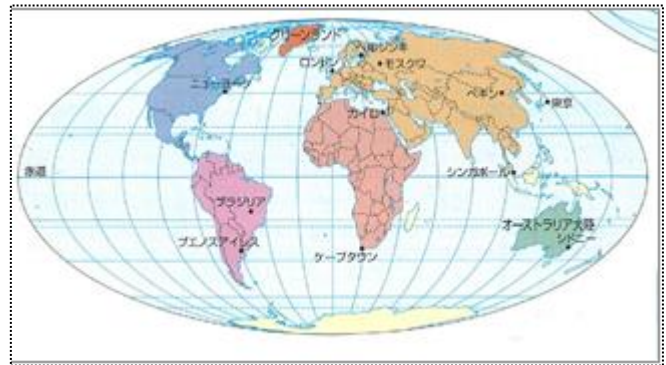 グリーンランド
ヘルシンキ
ロンドン
モスクワ
ニューヨーク
ペキン
東京
カイロ
赤道
シンガポール
ブラジリア
オーストラリア大陸
シドニー
ブエノスアイレス
ケープタウン